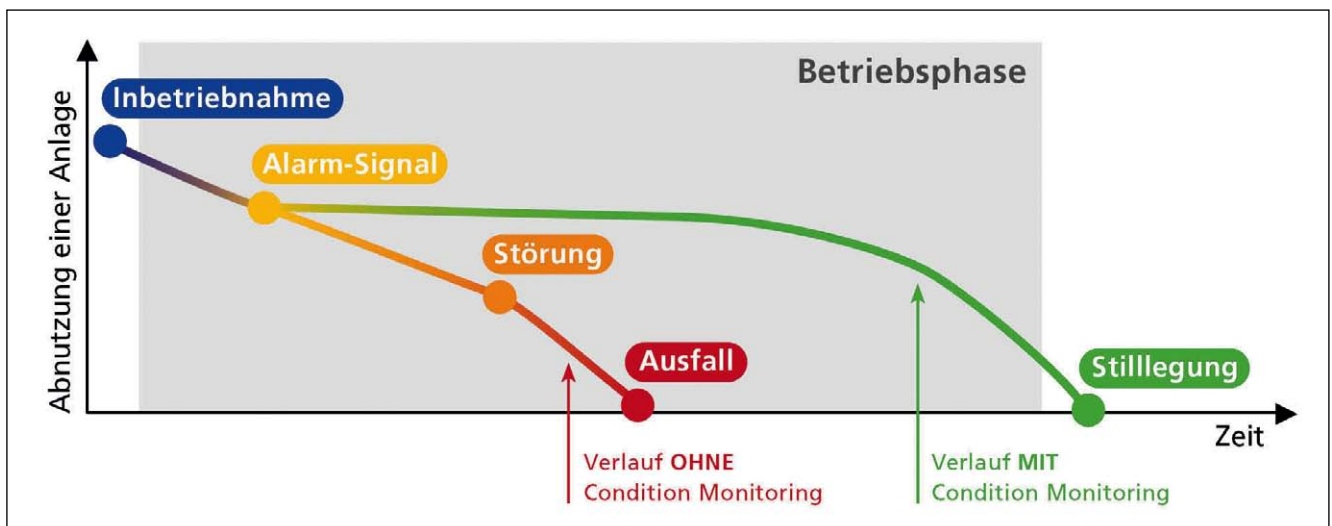 Betriebsphase
Inbetriebnahme
Alarm-Signal
Störung
Ausfall
Stilllegung
Abnutzung einer Anlage
Zeit
Verlauf OHNE
Condition Monitoring
Verlauf MIT
Condition Monitoring